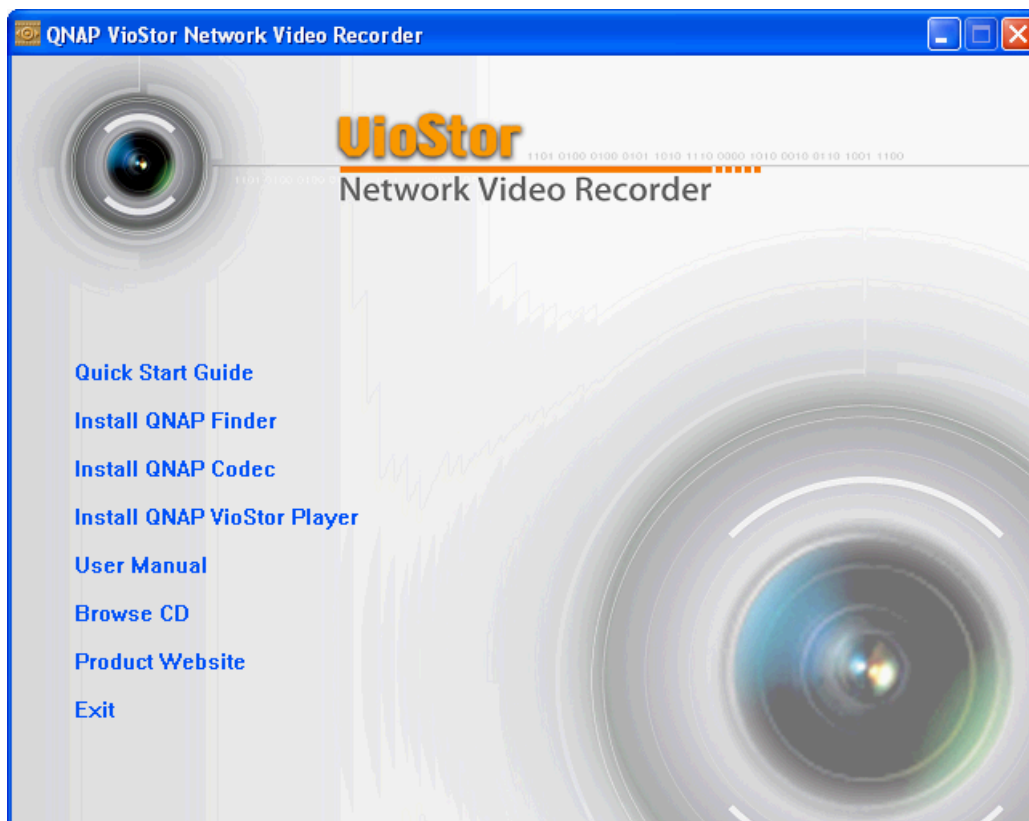 QNAP VioStor Network Video Recorder
VioStor
1101 0100 0100 0101 1010 1110 0000 1010 0010 0110 1001 1100
Network Video Recorder
Quick Start Guide
Install QNAP Finder
Install QNAP Codec
Install QNAP VioStor Player
User Manual
Browse CD
Product Website
Exit